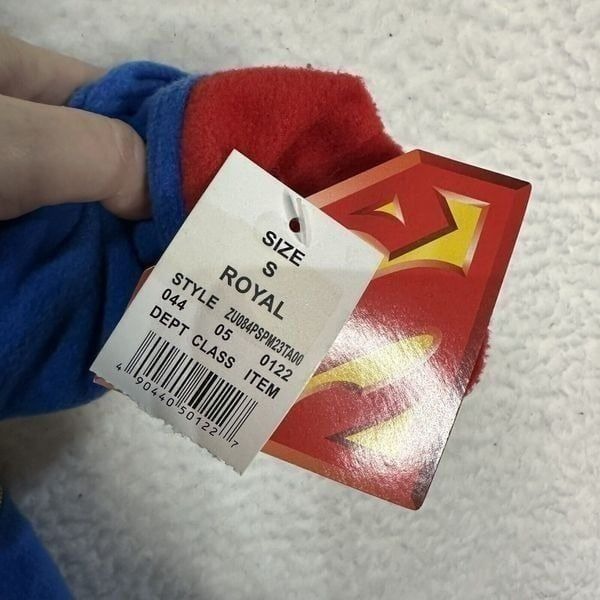 SIZE
S
ROYAL
STYLE ZU084PSPM23TA00
044 05 0122
DEPT CLASS ITEM
4 90440 50122 7